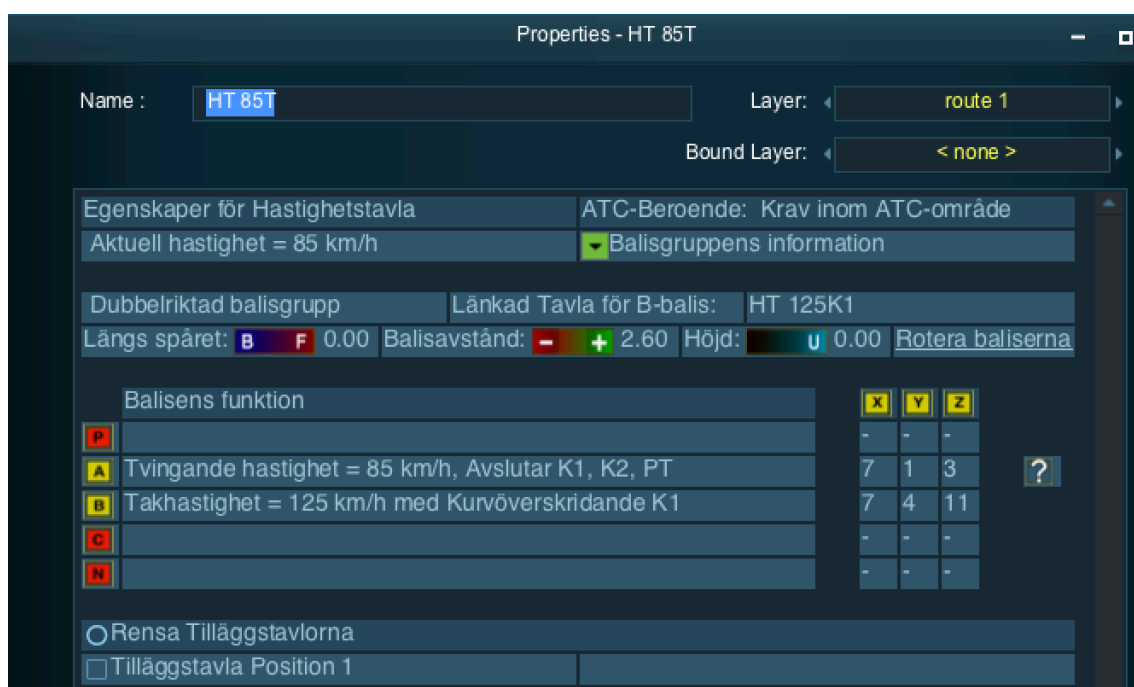 Properties - HT 85T
Name : HT 85T Layer: route 1
Bound Layer: < none >
Egenskaper för Hastighetstavla ATC-Beroende: Krav inom ATC-område
Aktuell hastighet = 85 km/h Balisgruppens information
Dubbelriktad balisgrupp Länkad Tavla för B-balis: HT 125K1
Längs spåret: B F 0.00 Balisavstånd: - + 2.60 Höjd: U 0.00 Rotera baliserna
Balisens funktion X Y Z
P - - -
A Tvingande hastighet = 85 km/h, Avslutar K1, K2, PT 7 1 3 ?
B Takhastighet = 125 km/h med Kurvöverskridande K1 7 4 11
C - - -
N - - -
Rensa Tilläggstavlorna
Tilläggstavla Position 1